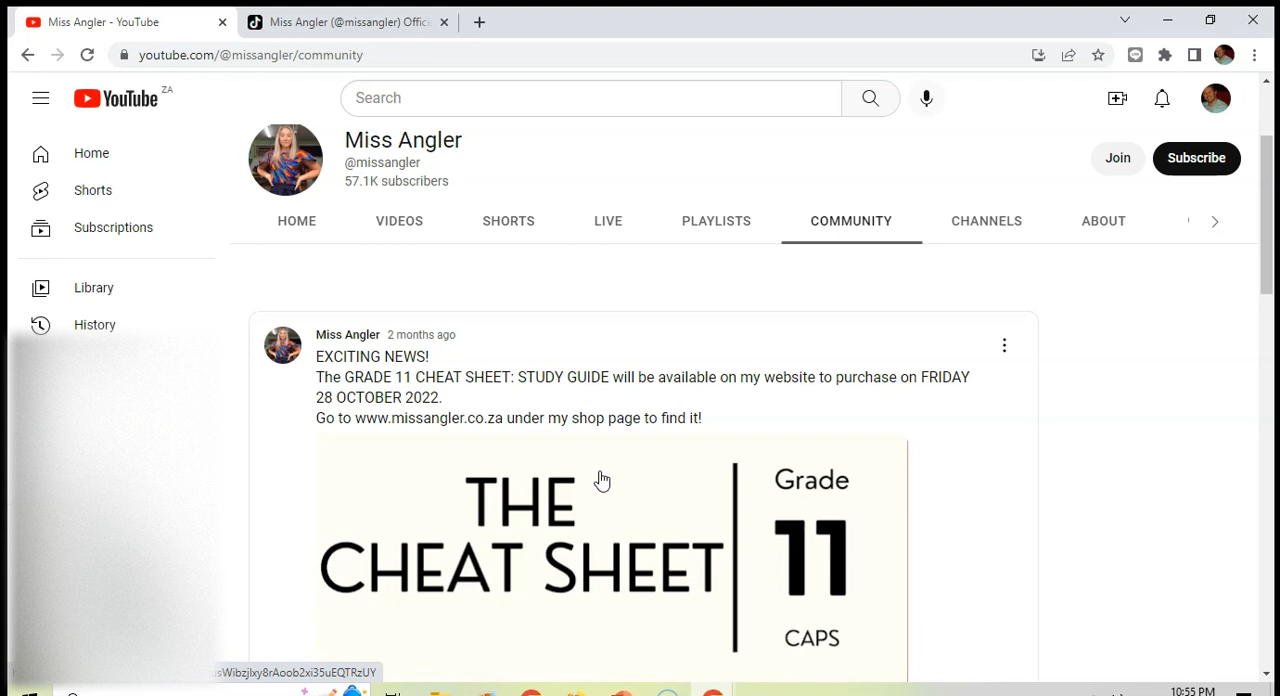 Miss Angler - YouTube
Miss Angler (@missangler) Offici
youtube.com/@missangler/community
YouTube ZA
Search
Miss Angler
@missangler
57.1K subscribers
Join
Subscribe
Home
Shorts
Subscriptions
Library
History
HOME VIDEOS SHORTS LIVE PLAYLISTS COMMUNITY CHANNELS ABOUT
Miss Angler 2 months ago
EXCITING NEWS!
The GRADE 11 CHEAT SHEET: STUDY GUIDE will be available on my website to purchase on FRIDAY
28 OCTOBER 2022.
Go to www.missangler.co.za under my shop page to find it!
THE
CHEAT SHEET
Grade
11
CAPS
10:55 PM